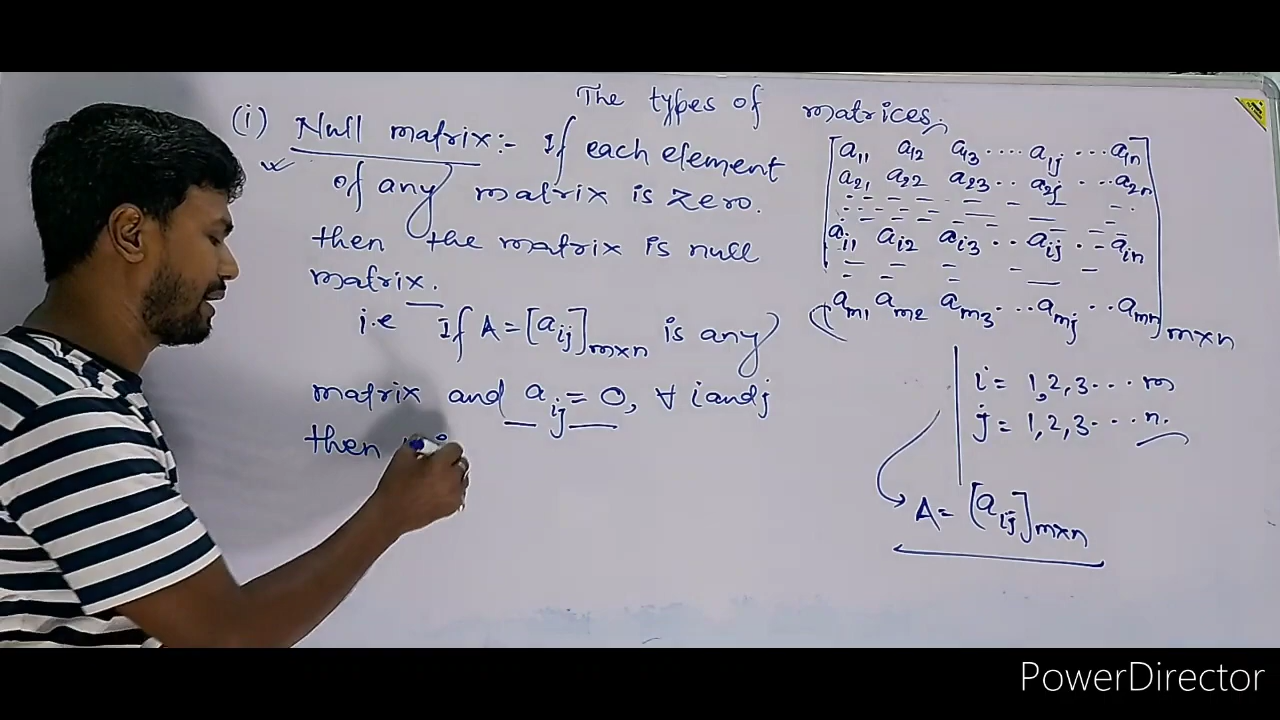 The types of matrices.
(i) Null matrix:- If each element
of any matrix is zero.
then the matrix is null
matrix.
i.e If A = [aij]m×n is any
matrix and aij = 0, ∀ i and j
then
a11 a12 a13 .... a1j ... a1n
a21 a22 a23 .. a2j ... a2n
ai1 ai2 ai3 .. aij .. ain
am1 am2 am3 ... amj .. amn
m×n
i = 1, 2, 3 ... m
j = 1, 2, 3 ... n.
A = [aij]m×n
PowerDirector